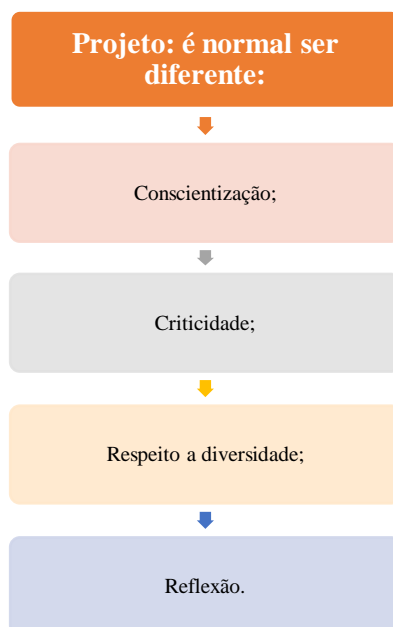 Projeto: é normal ser
diferente:
Conscientização;
Criticidade;
Respeito a diversidade;
Reflexão.